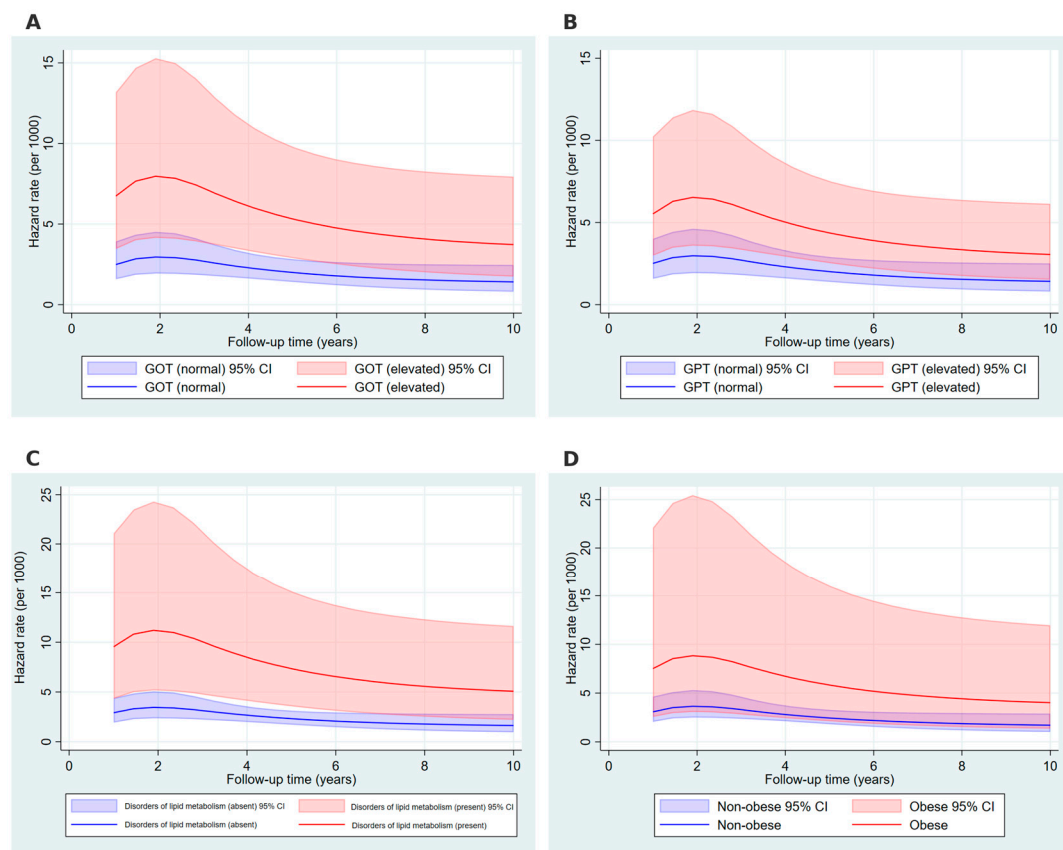 A
Hazard rate (per 1000)
15
10
5
0
0 2 4 6 8 10
Follow-up time (years)
GOT (normal) 95% CI GOT (elevated) 95% CI
GOT (normal) GOT (elevated)
B
Hazard rate (per 1000)
15
10
5
0
0 2 4 6 8 10
Follow-up time (years)
GPT (normal) 95% CI GPT (elevated) 95% CI
GPT (normal) GPT (elevated)
C
Hazard rate (per 1000)
25
20
15
10
5
0
0 2 4 6 8 10
Follow-up time (years)
Disorders of lipid metabolism (absent) 95% CI Disorders of lipid metabolism (present) 95% CI
Disorders of lipid metabolism (absent) Disorders of lipid metabolism (present)
D
Hazard rate (per 1000)
25
20
15
10
5
0
0 2 4 6 8 10
Follow-up time (years)
Non-obese 95% CI Obese 95% CI
Non-obese Obese